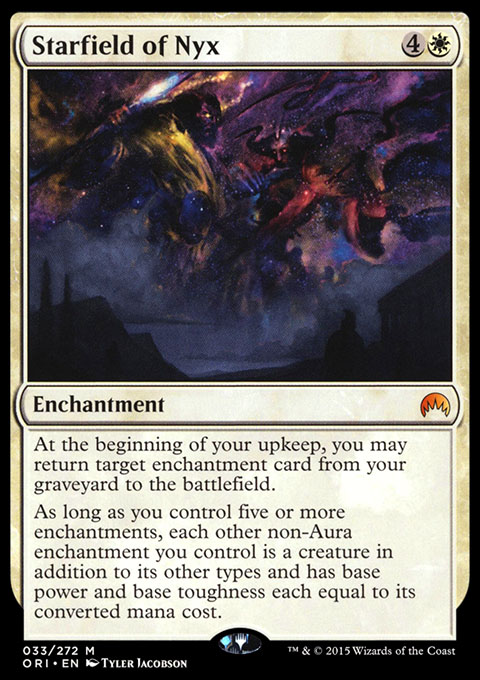 Starfield of Nyx 4
Enchantment
At the beginning of your upkeep, you may
return target enchantment card from your
graveyard to the battlefield.
As long as you control five or more
enchantments, each other non-Aura
enchantment you control is a creature in
addition to its other types and has base
power and base toughness each equal to its
converted mana cost.
033/272 M
ORI • EN Tyler Jacobson
™ & © 2015 Wizards of the Coast